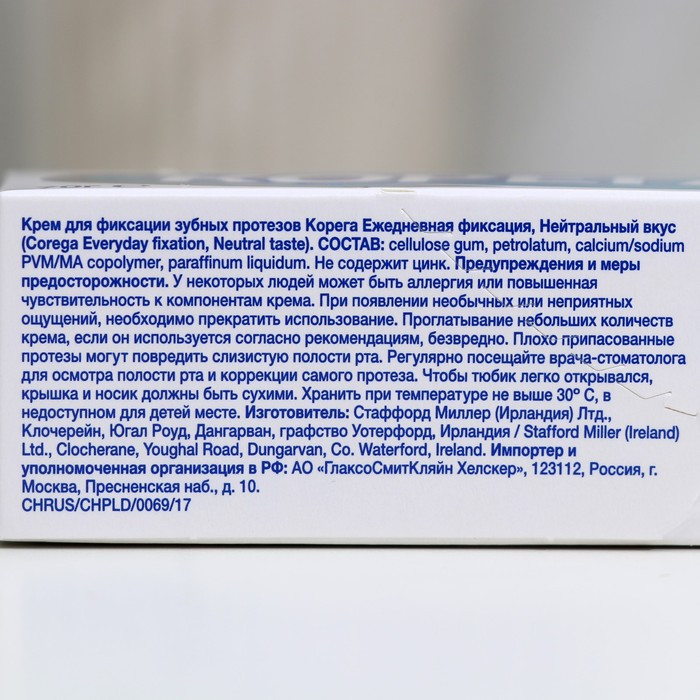 Крем для фиксации зубных протезов Корега Ежедневная фиксация, Нейтральный вкус
(Corega Everyday fixation, Neutral taste). СОСТАВ: cellulose gum, petrolatum, calcium/sodium
PVM/MA copolymer, paraffinum liquidum. Не содержит цинк. Предупреждения и меры
предосторожности. У некоторых людей может быть аллергия или повышенная
чувствительность к компонентам крема. При появлении необычных или неприятных
ощущений, необходимо прекратить использование. Проглатывание небольших количеств
крема, если он используется согласно рекомендациям, безвредно. Плохо припасованные
протезы могут повредить слизистую полости рта. Регулярно посещайте врача-стоматолога
для осмотра полости рта и коррекции самого протеза. Чтобы тюбик легко открывался,
крышка и носик должны быть сухими. Хранить при температуре не выше 30º С, в
недоступном для детей месте. Изготовитель: Стаффорд Миллер (Ирландия) Лтд.,
Клочерейн, Югал Роуд, Дангарван, графство Уотерфорд, Ирландия / Stafford Miller (Ireland)
Ltd., Clocherane, Youghal Road, Dungarvan, Co. Waterford, Ireland. Импортер и
уполномоченная организация в РФ: АО «ГлаксоСмитКляйн Хелскер», 123112, Россия, г.
Москва, Пресненская наб., д. 10.
CHRUS/CHPLD/0069/17